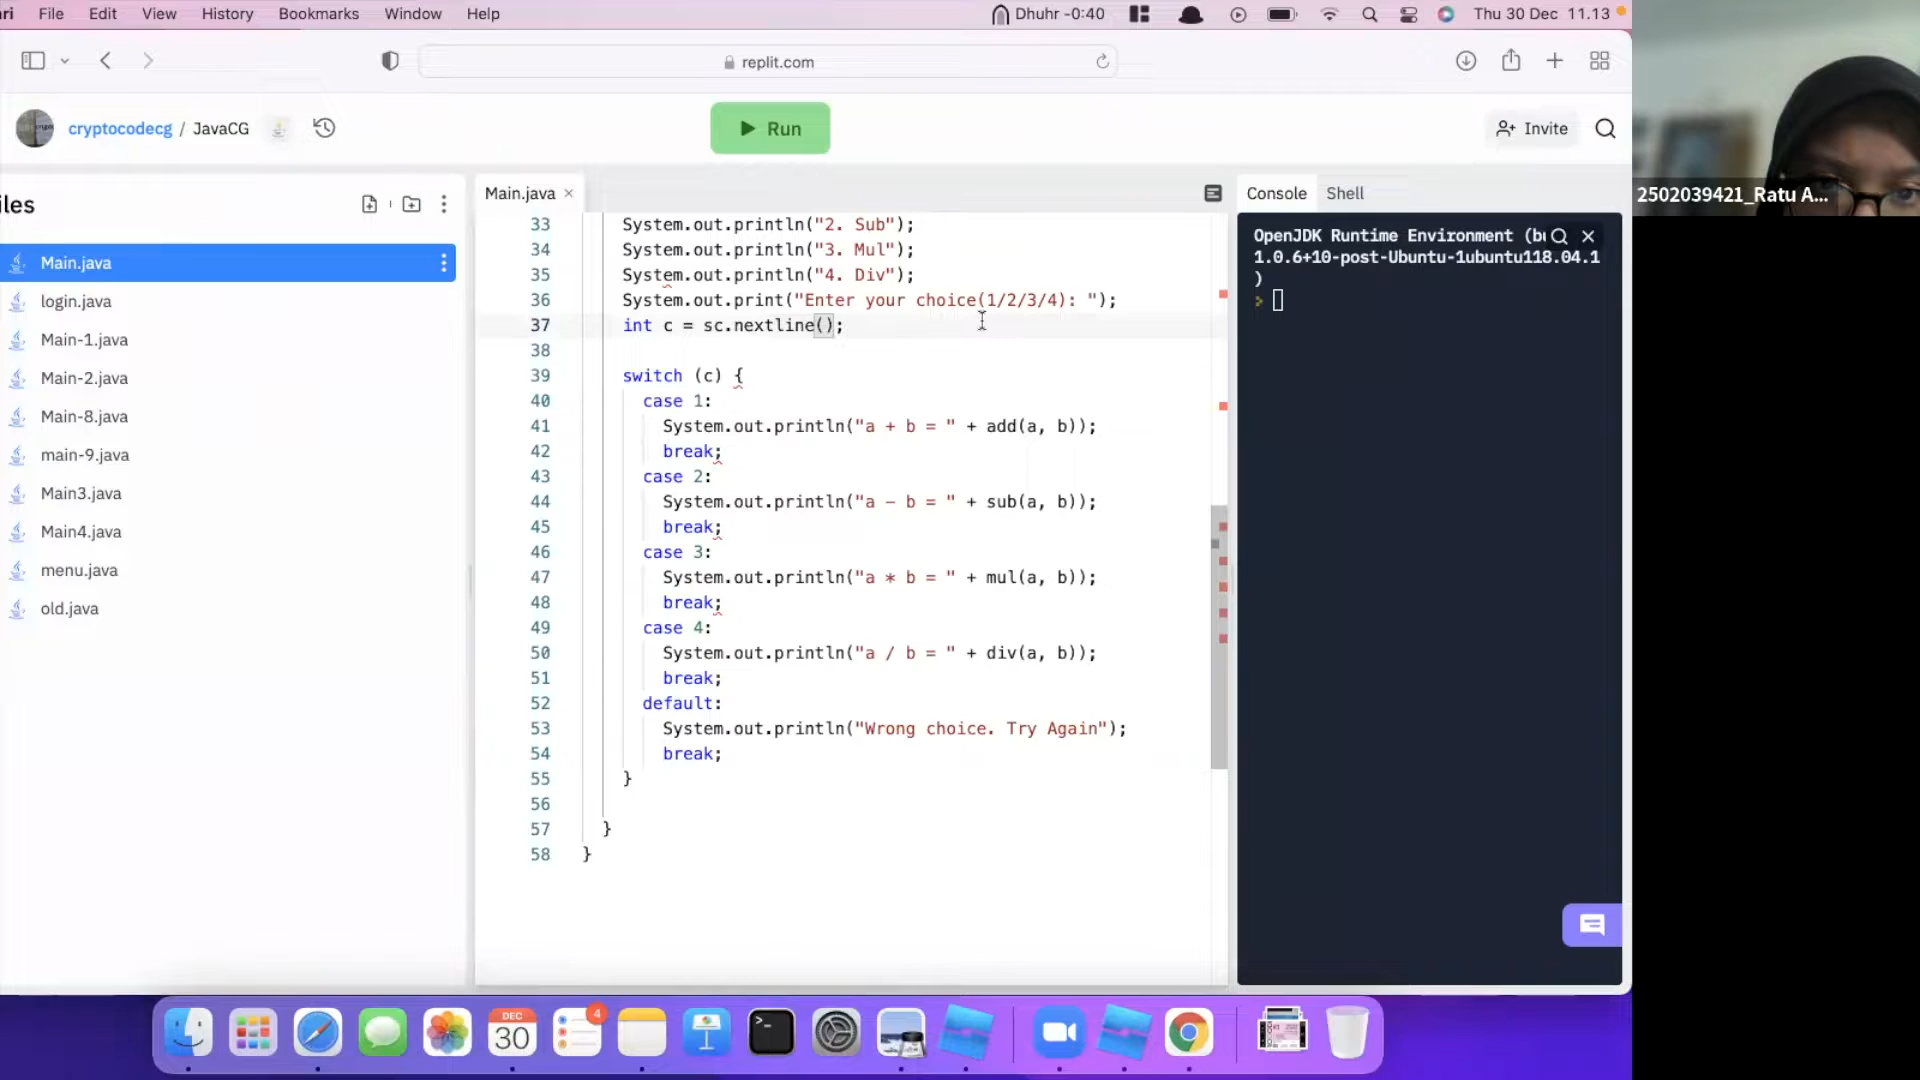 ri File Edit View History Bookmarks Window Help Dhuhr -0:40 Thu 30 Dec 11.13
replit.com
cryptocodecg / JavaCG Run Invite
iles
Main.java
login.java
Main-1.java
Main-2.java
Main-8.java
main-9.java
Main3.java
Main4.java
menu.java
old.java
Main.java ×
33 System.out.println("2. Sub");
34 System.out.println("3. Mul");
35 System.out.println("4. Div");
36 System.out.print("Enter your choice(1/2/3/4): ");
37 int c = sc.nextline();
38
39 switch (c) {
40 case 1:
41 System.out.println("a + b = " + add(a, b));
42 break;
43 case 2:
44 System.out.println("a - b = " + sub(a, b));
45 break;
46 case 3:
47 System.out.println("a * b = " + mul(a, b));
48 break;
49 case 4:
50 System.out.println("a / b = " + div(a, b));
51 break;
52 default:
53 System.out.println("Wrong choice. Try Again");
54 break;
55 }
56
57 }
58 }
Console Shell
OpenJDK Runtime Environment (bu
1.0.6+10-post-Ubuntu-1ubuntu118.04.1
)
2502039421_Ratu A...
DEC
30
4